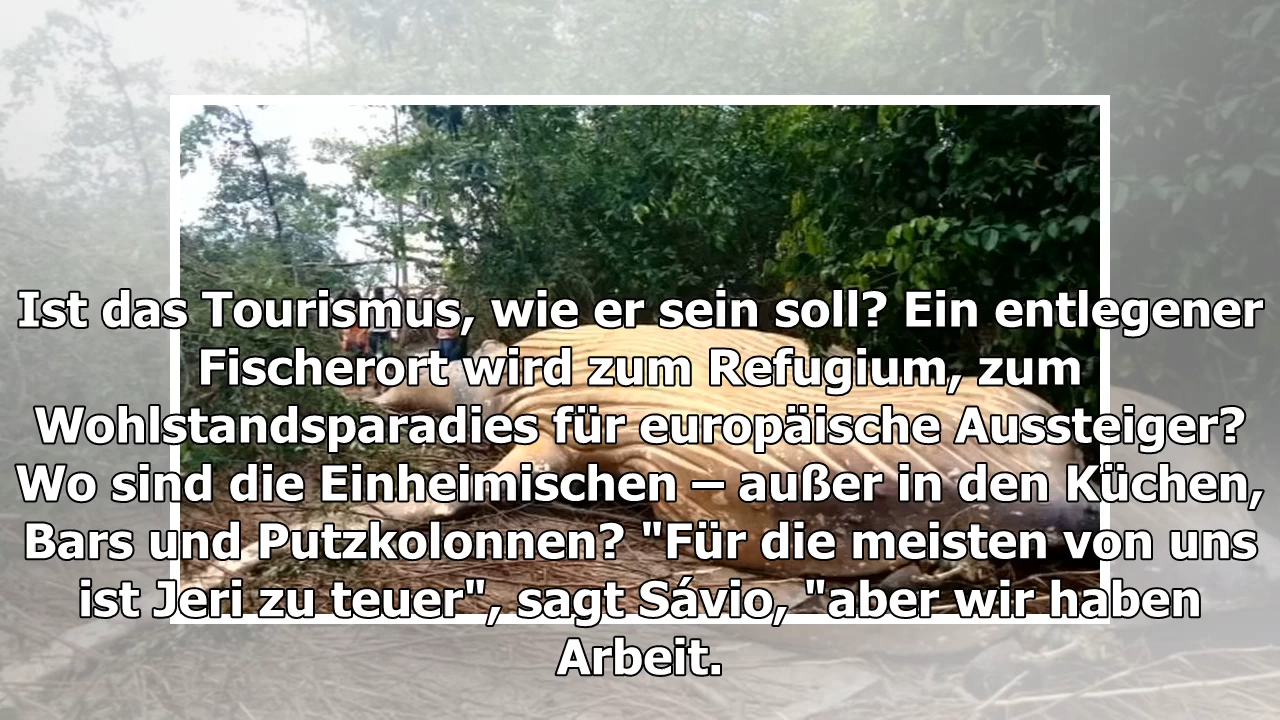 Ist das Tourismus, wie er sein soll? Ein entlegener
Fischerort wird zum Refugium, zum
Wohlstandsparadies für europäische Aussteiger?
Wo sind die Einheimischen – außer in den Küchen,
Bars und Putzkolonnen? "Für die meisten von uns
ist Jeri zu teuer", sagt Sávio, "aber wir haben
Arbeit.